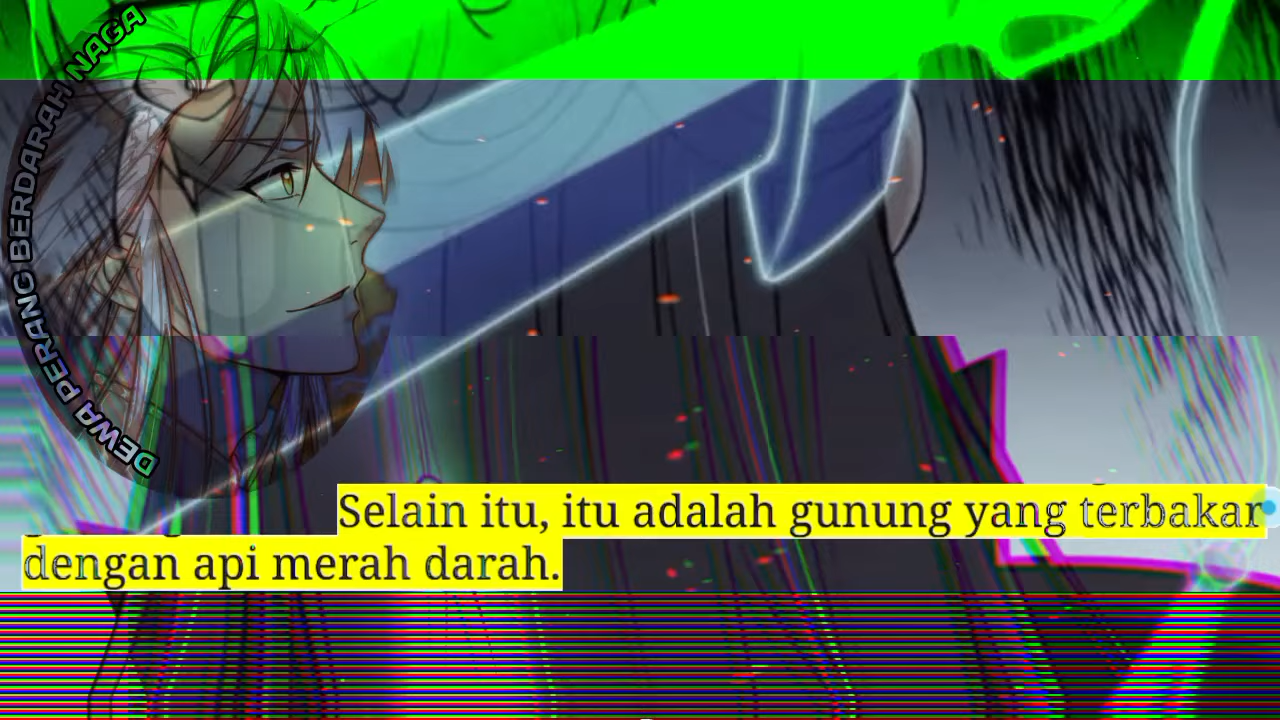 DEWA PERANG BERDARAH NAGA
Selain itu, itu adalah gunung yang terbakar
dengan api merah darah.